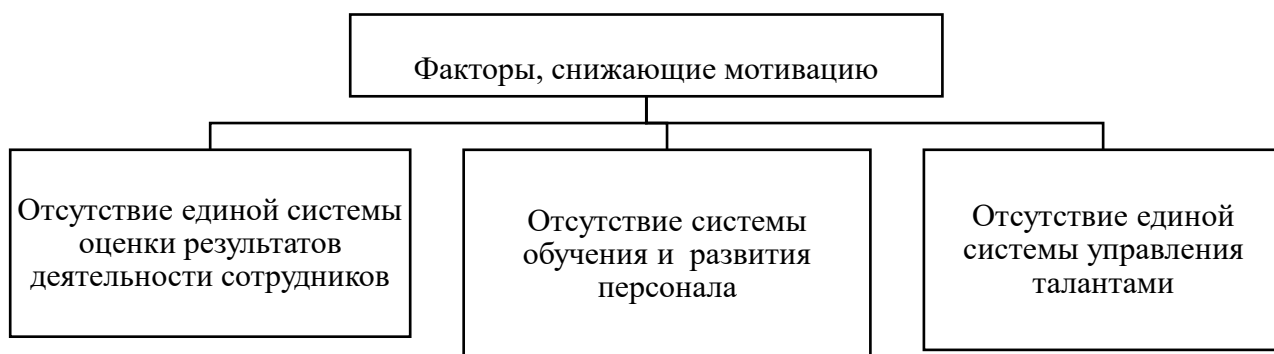 Факторы, снижающие мотивацию
Отсутствие единой системы
оценки результатов
деятельности сотрудников
Отсутствие системы
обучения и развития
персонала
Отсутствие единой
системы управления
талантами